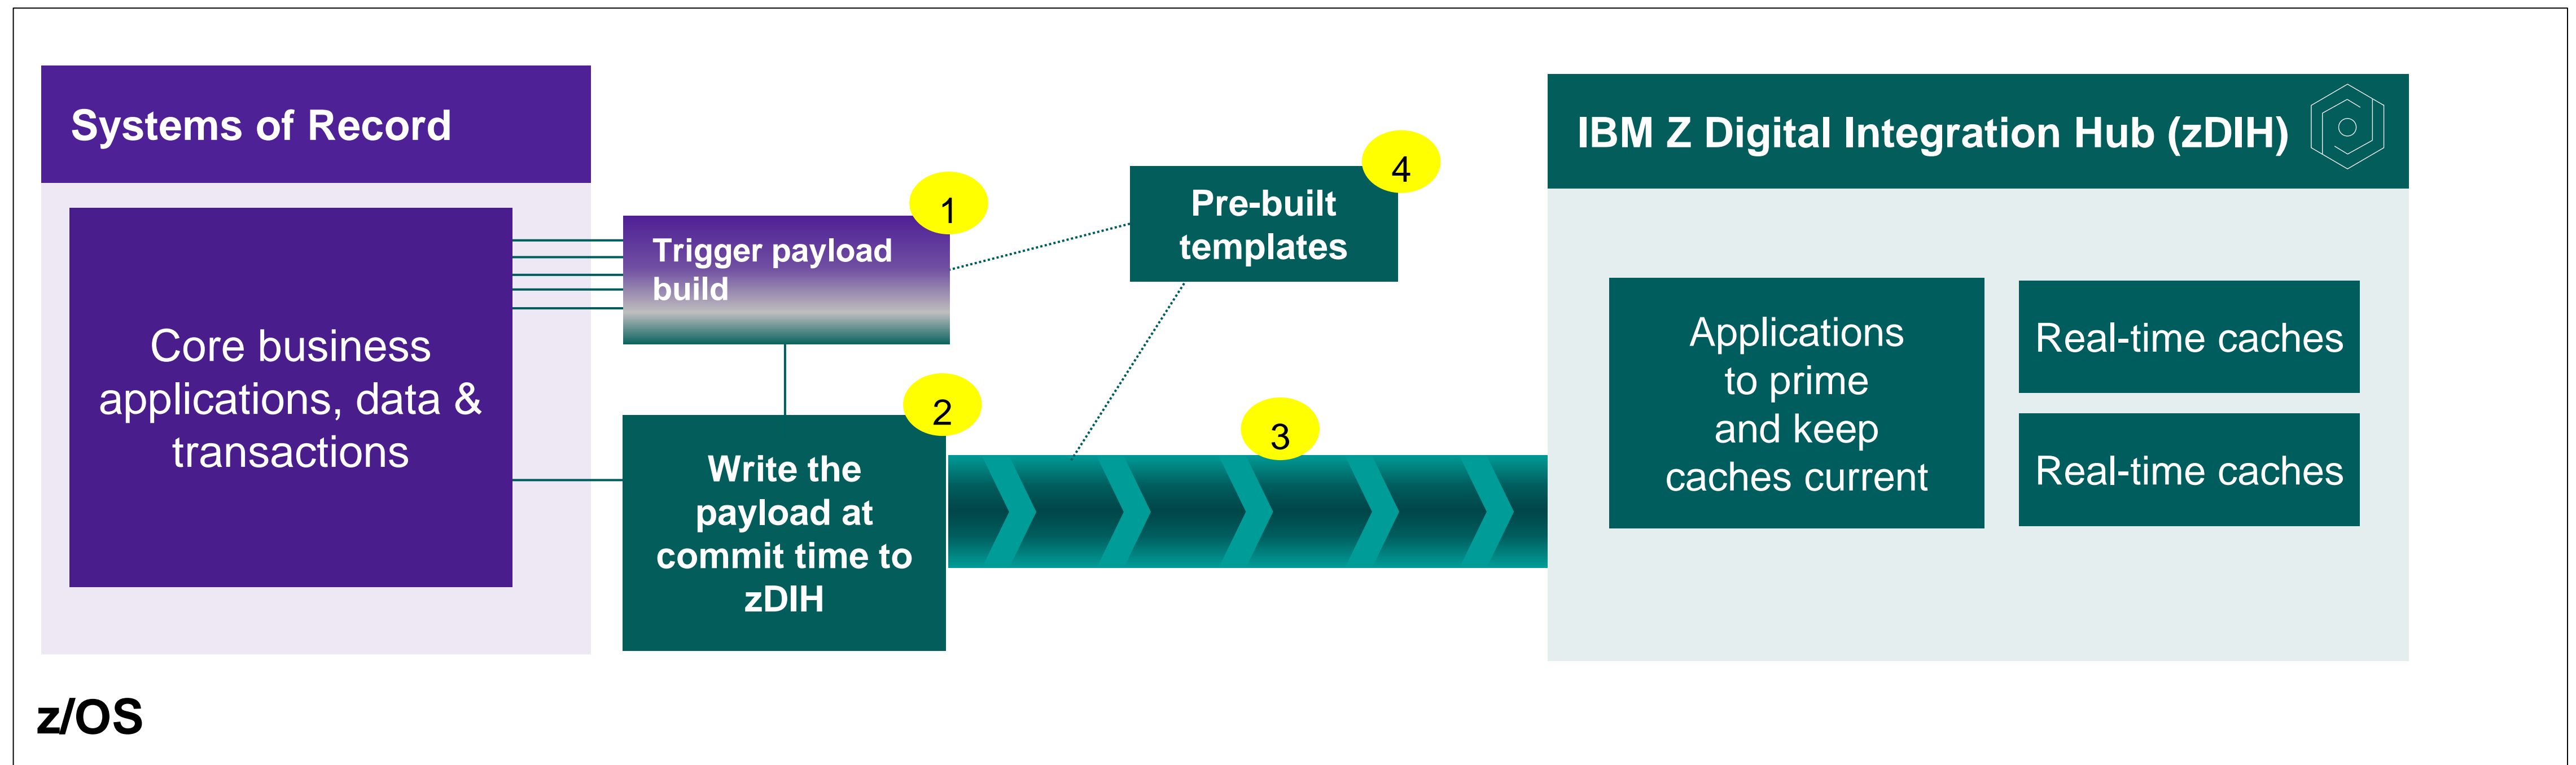 Systems of Record
Core business
applications, data &
transactions
1
Trigger payload
build
2
Write the
payload at
commit time to
zDIH
4
Pre-built
templates
3
IBM Z Digital Integration Hub (zDIH)
Applications
to prime
and keep
caches current
Real-time caches
Real-time caches
z/OS